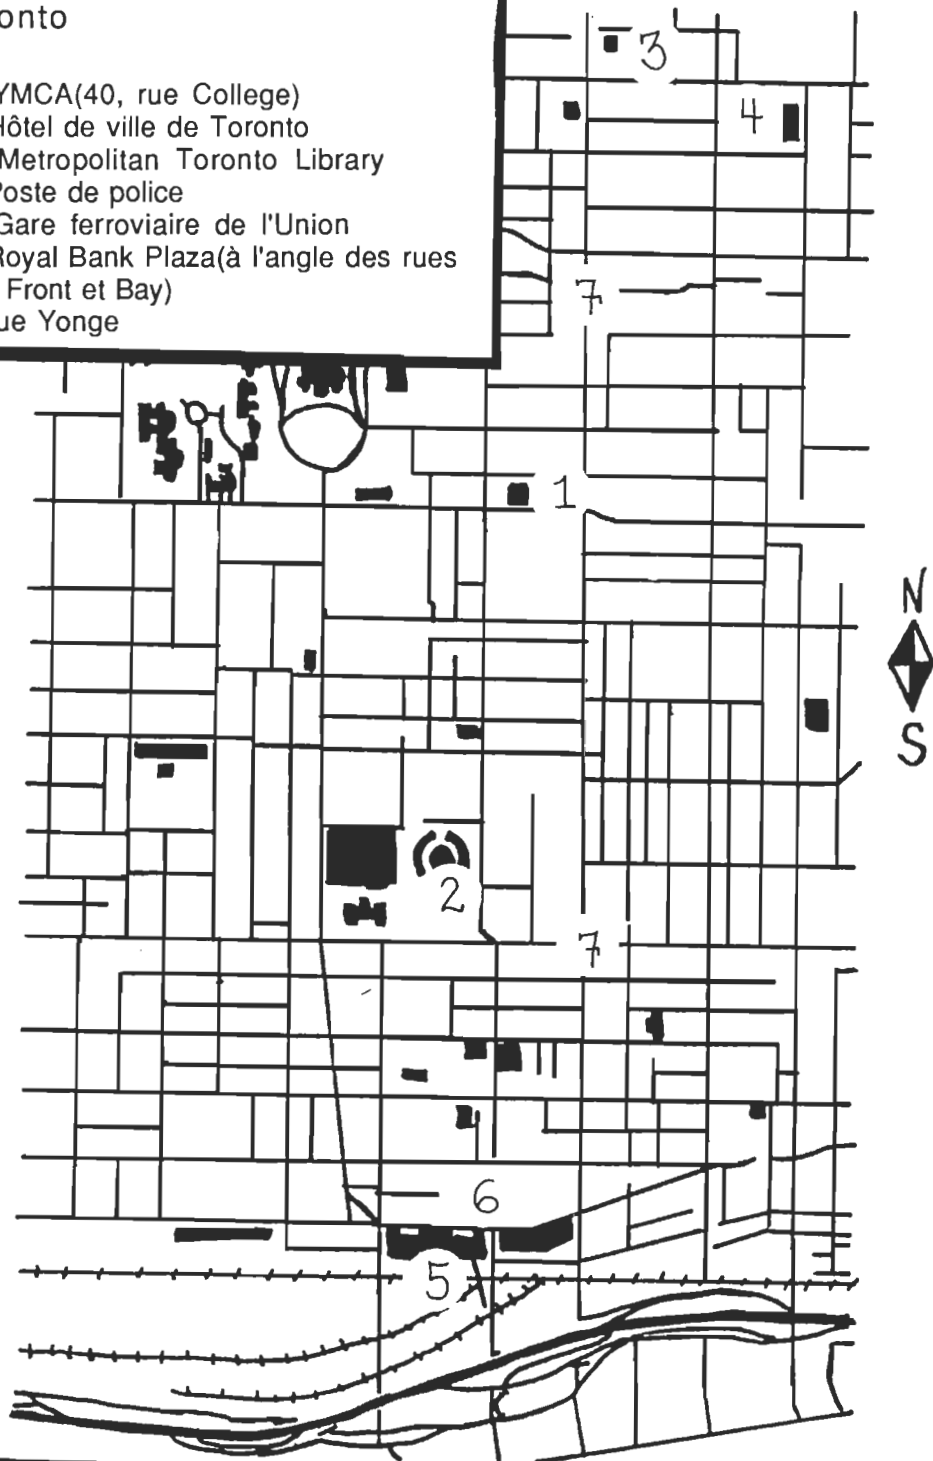 onto
YMCA(40, rue College)
Hôtel de ville de Toronto
Metropolitan Toronto Library
Poste de police
Gare ferroviaire de l'Union
Royal Bank Plaza(à l'angle des rues
Front et Bay)
ue Yonge
3
4
7
1
N
S
2
7
6
5